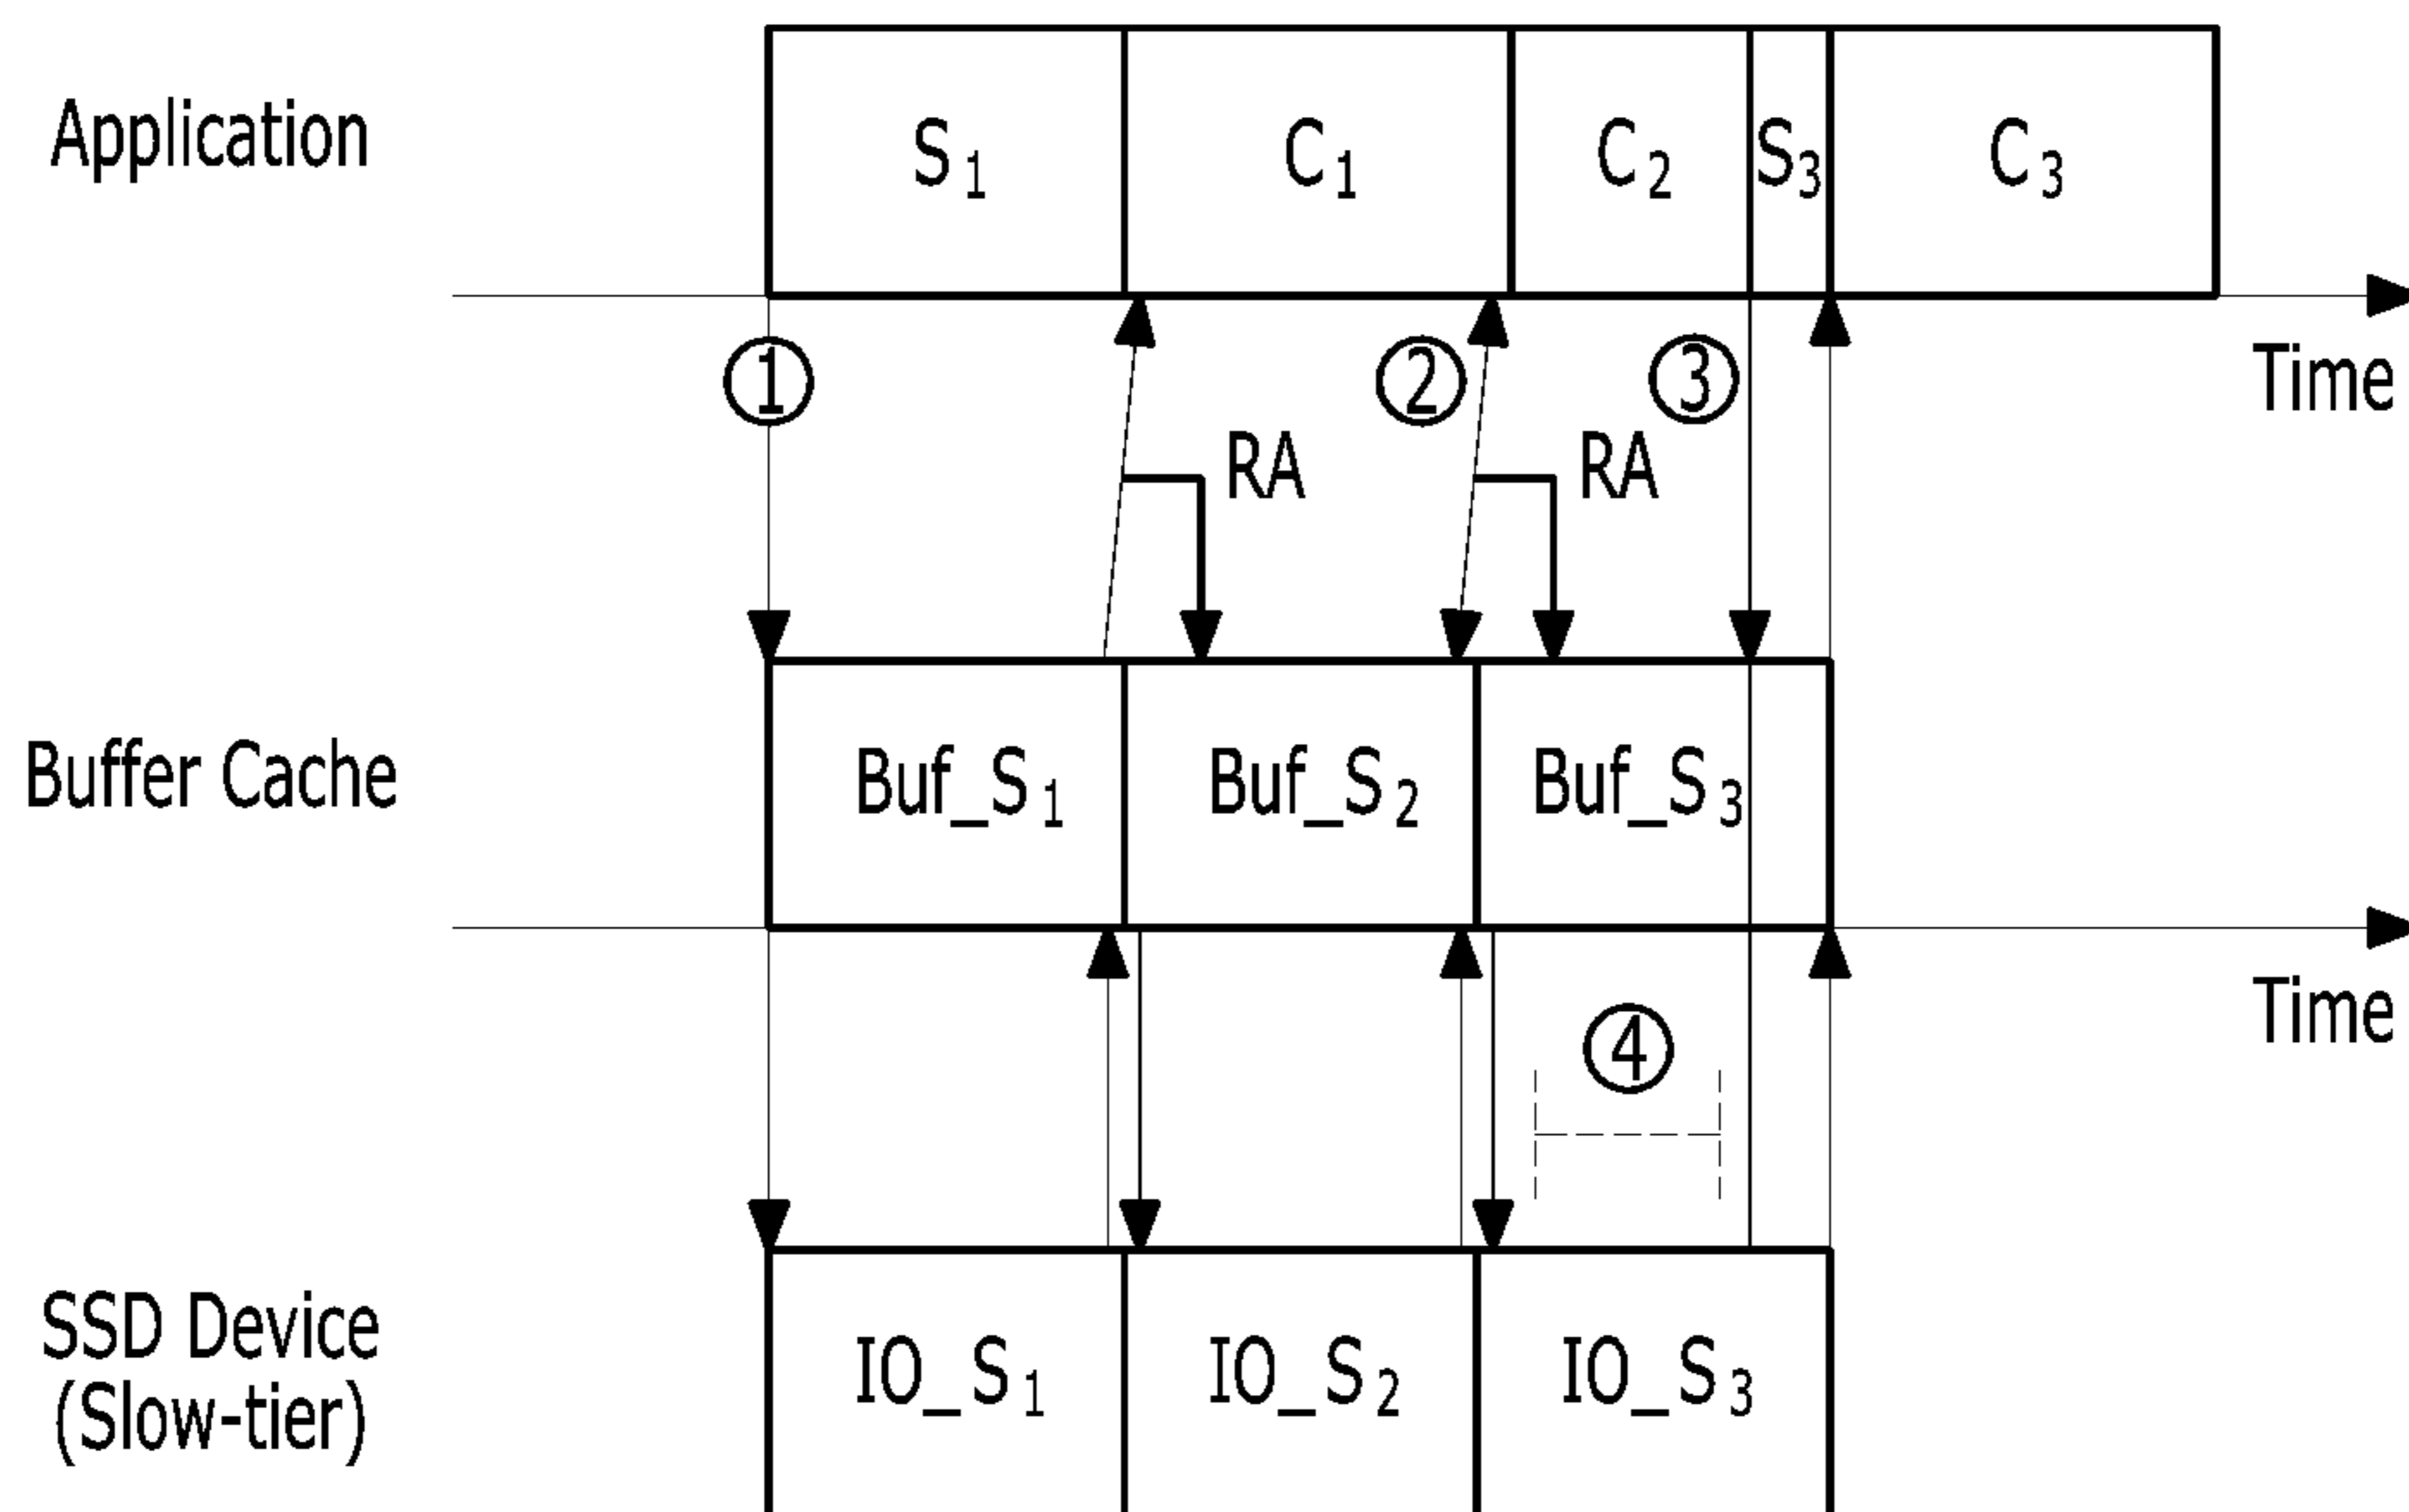 Application
S1
C1
C2
S3
C3
Time
①
②
③
RA
RA
Buffer Cache
Buf_S1
Buf_S2
Buf_S3
Time
④
SSD Device
(Slow-tier)
IO_S1
IO_S2
IO_S3